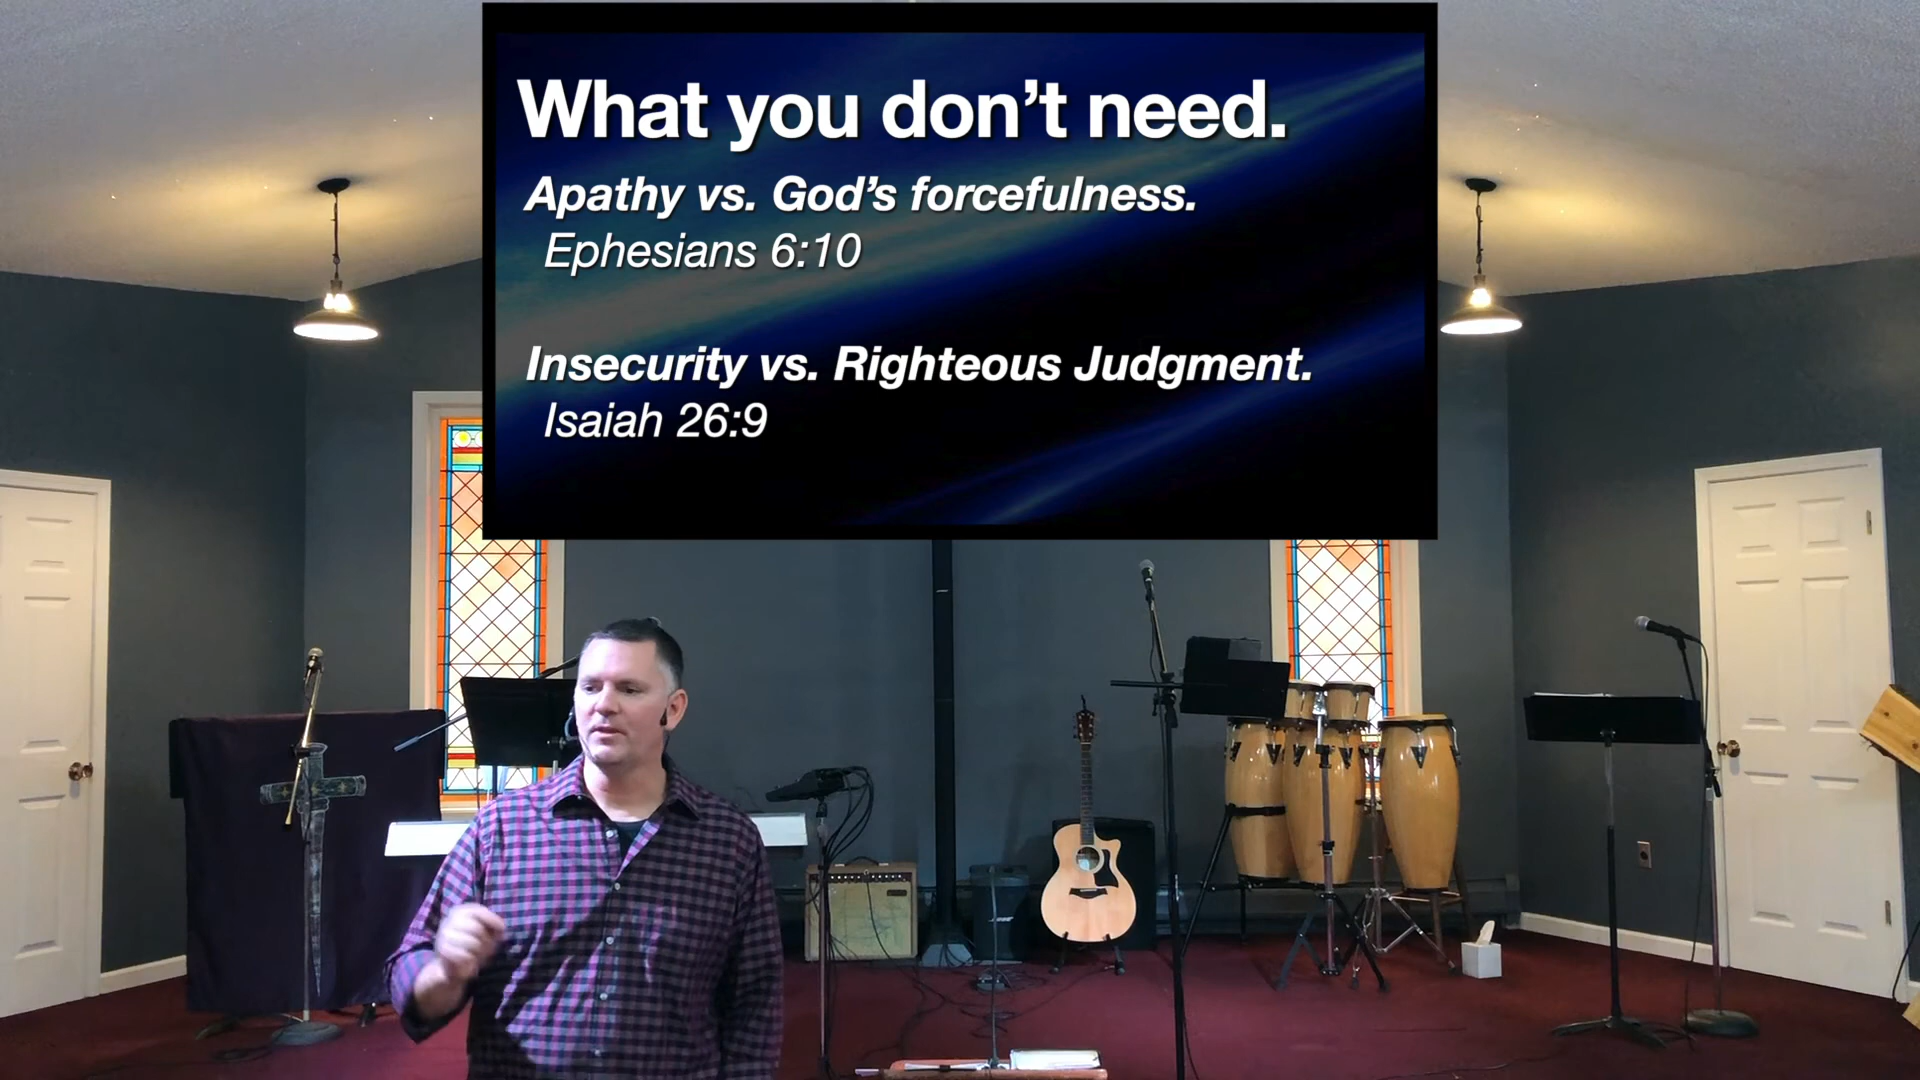 What you don’t need.
Apathy vs. God’s forcefulness.
Ephesians 6:10
Insecurity vs. Righteous Judgment.
Isaiah 26:9